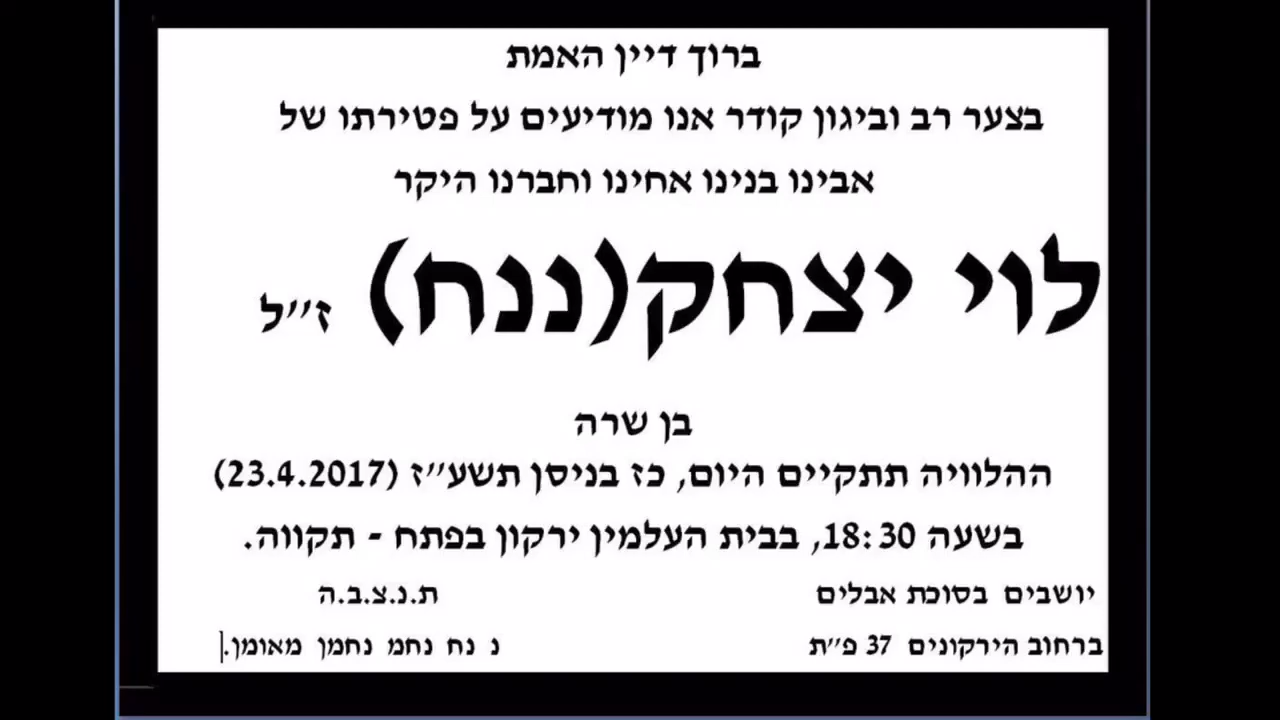 ברוך דיין האמת
בצער רב וביגון קודר אנו מודיעים על פטירתו של
אבינו בנינו אחינו וחברנו היקר
לוי יצחק(ננח) ז''ל
בן שרה
ההלוויה תתקיים היום, כז בניסן תשע''ז (23.4.2017)
בשעה 18:30, בבית העלמין ירקון בפתח - תקווה.
יושבים בסוכת אבלים ת.נ.צ.ב.ה
ברחוב הירקונים 37 פ''ת נ נח נחמ נחמן מאומן.